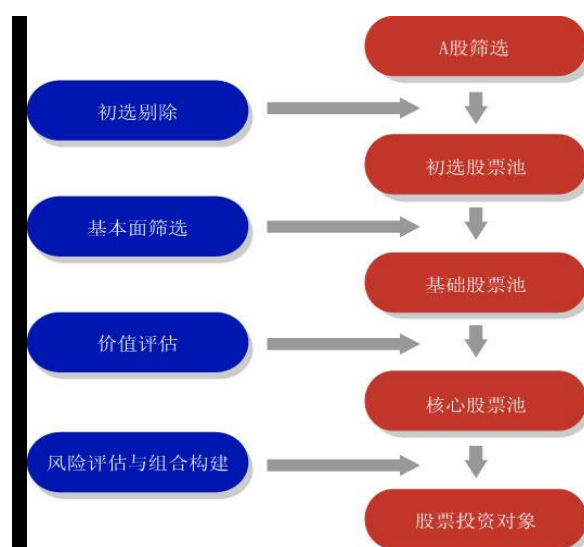 A股筛选
初选剔除
初选股票池
基本面筛选
基础股票池
价值评估
核心股票池
风险评估与组合构建
股票投资对象